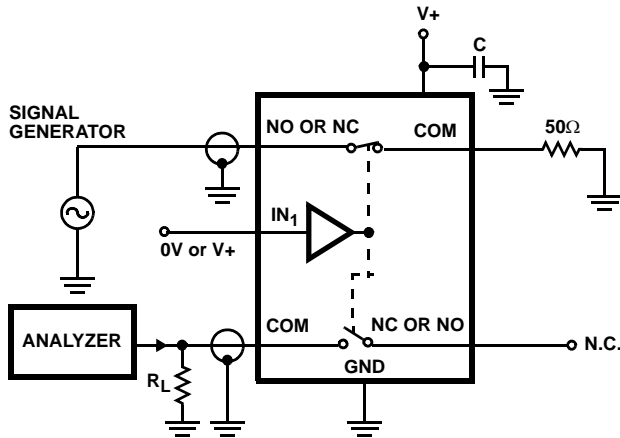 V+
C
SIGNAL
GENERATOR
NO OR NC
COM
50Ω
IN1
0V or V+
COM
NC OR NO
ANALYZER
N.C.
GND
RL